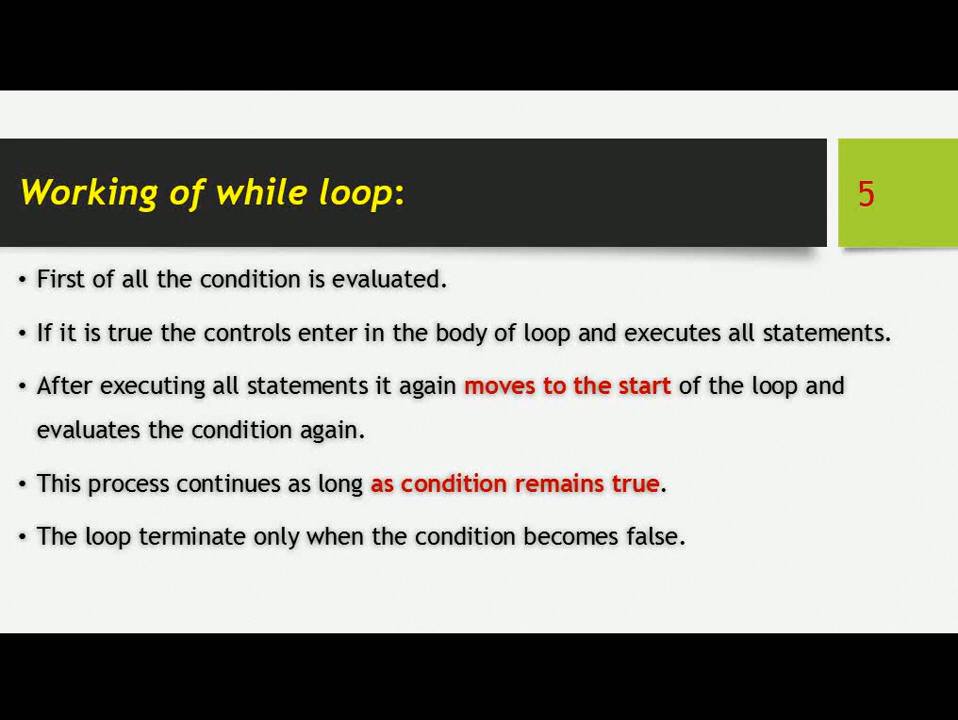 Working of while loop:
5
• First of all the condition is evaluated.
• If it is true the controls enter in the body of loop and executes all statements.
• After executing all statements it again moves to the start of the loop and
evaluates the condition again.
• This process continues as long as condition remains true.
• The loop terminate only when the condition becomes false.